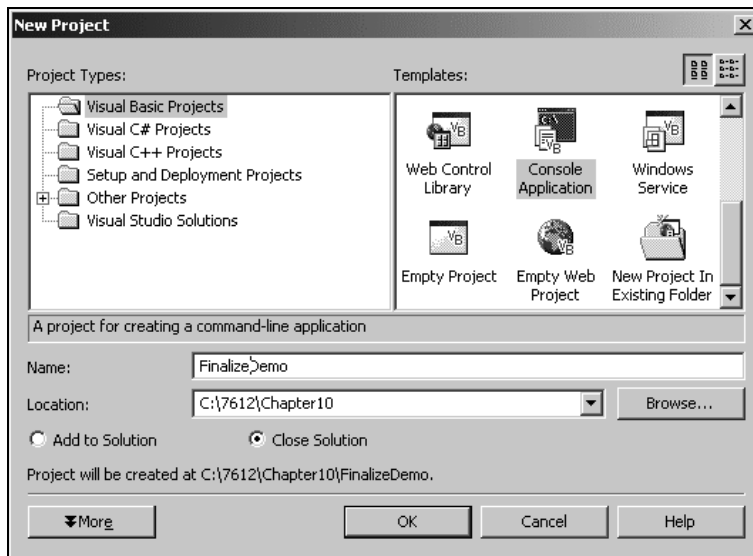 New Project
Project Types:
Templates:
Visual Basic Projects
Visual C# Projects
Visual C++ Projects
Setup and Deployment Projects
Other Projects
Visual Studio Solutions
Web Control
Library
Console
Application
Windows
Service
Empty Project
Empty Web
Project
New Project In
Existing Folder
A project for creating a command-line application
Name:
FinalizeDemo
Location:
C:\7612\Chapter10
Browse...
Add to Solution
Close Solution
Project will be created at C:\7612\Chapter10\FinalizeDemo.
More
OK
Cancel
Help